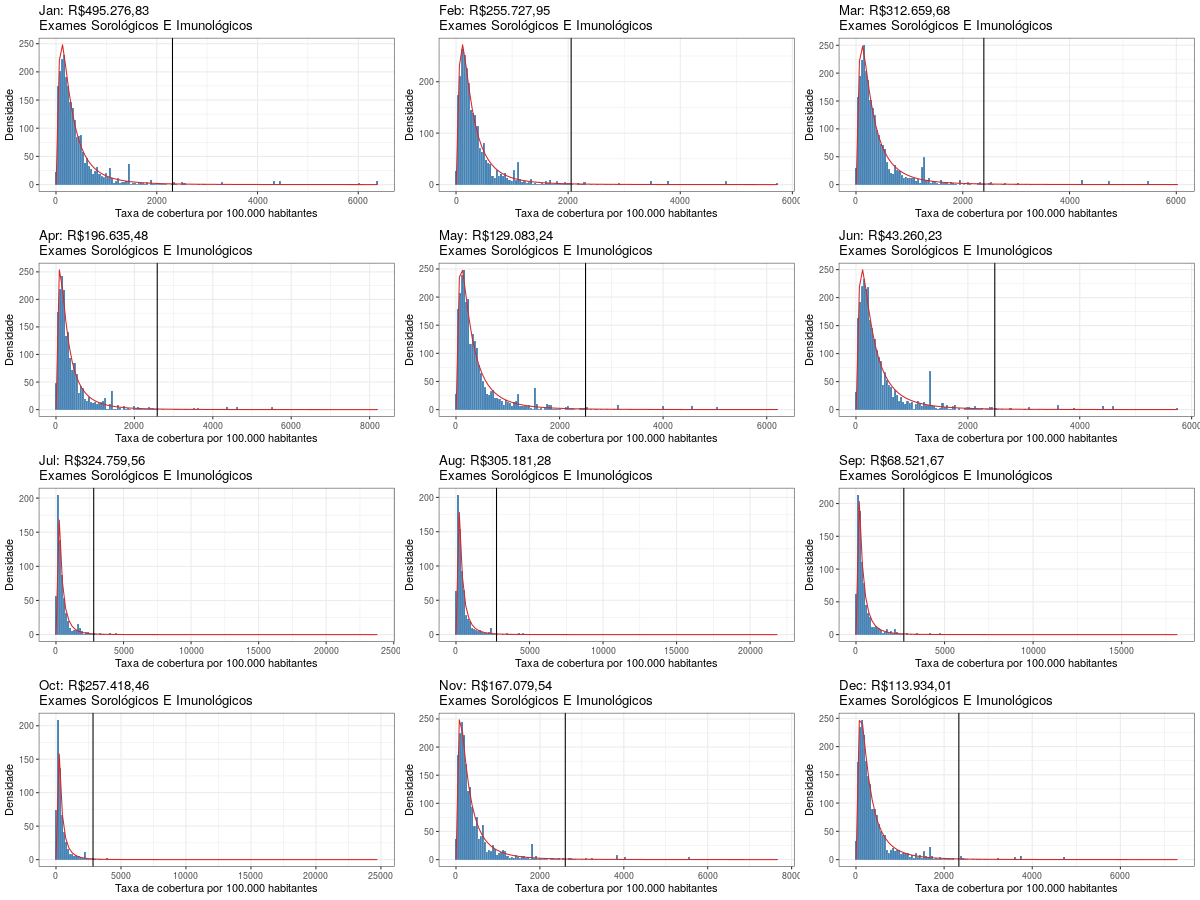 Jan: R$495.276,83
Exames Sorológicos E Imunológicos
250
200
150
100
50
0
Densidade
0 2000 4000 6000
Taxa de cobertura por 100.000 habitantes
Feb: R$255.727,95
Exames Sorológicos E Imunológicos
200
100
0
Densidade
0 2000 4000 6000
Taxa de cobertura por 100.000 habitantes
Mar: R$312.659,68
Exames Sorológicos E Imunológicos
250
200
150
100
50
0
Densidade
0 2000 4000 6000
Taxa de cobertura por 100.000 habitantes
Apr: R$196.635,48
Exames Sorológicos E Imunológicos
250
200
150
100
50
0
Densidade
0 2000 4000 6000 8000
Taxa de cobertura por 100.000 habitantes
May: R$129.083,24
Exames Sorológicos E Imunológicos
250
200
150
100
50
0
Densidade
0 2000 4000 6000
Taxa de cobertura por 100.000 habitantes
Jun: R$43.260,23
Exames Sorológicos E Imunológicos
250
200
150
100
50
0
Densidade
0 2000 4000 6000
Taxa de cobertura por 100.000 habitantes
Jul: R$324.759,56
Exames Sorológicos E Imunológicos
200
150
100
50
0
Densidade
0 5000 10000 15000 20000 2500
Taxa de cobertura por 100.000 habitantes
Aug: R$305.181,28
Exames Sorológicos E Imunológicos
200
150
100
50
0
Densidade
0 5000 10000 15000 20000
Taxa de cobertura por 100.000 habitantes
Sep: R$68.521,67
Exames Sorológicos E Imunológicos
200
150
100
50
0
Densidade
0 5000 10000 15000
Taxa de cobertura por 100.000 habitantes
Oct: R$257.418,46
Exames Sorológicos E Imunológicos
200
150
100
50
0
Densidade
0 5000 10000 15000 20000 25000
Taxa de cobertura por 100.000 habitantes
Nov: R$167.079,54
Exames Sorológicos E Imunológicos
250
200
150
100
50
0
Densidade
0 2000 4000 6000 8000
Taxa de cobertura por 100.000 habitantes
Dec: R$113.934,01
Exames Sorológicos E Imunológicos
250
200
150
100
50
0
Densidade
0 2000 4000 6000
Taxa de cobertura por 100.000 habitantes